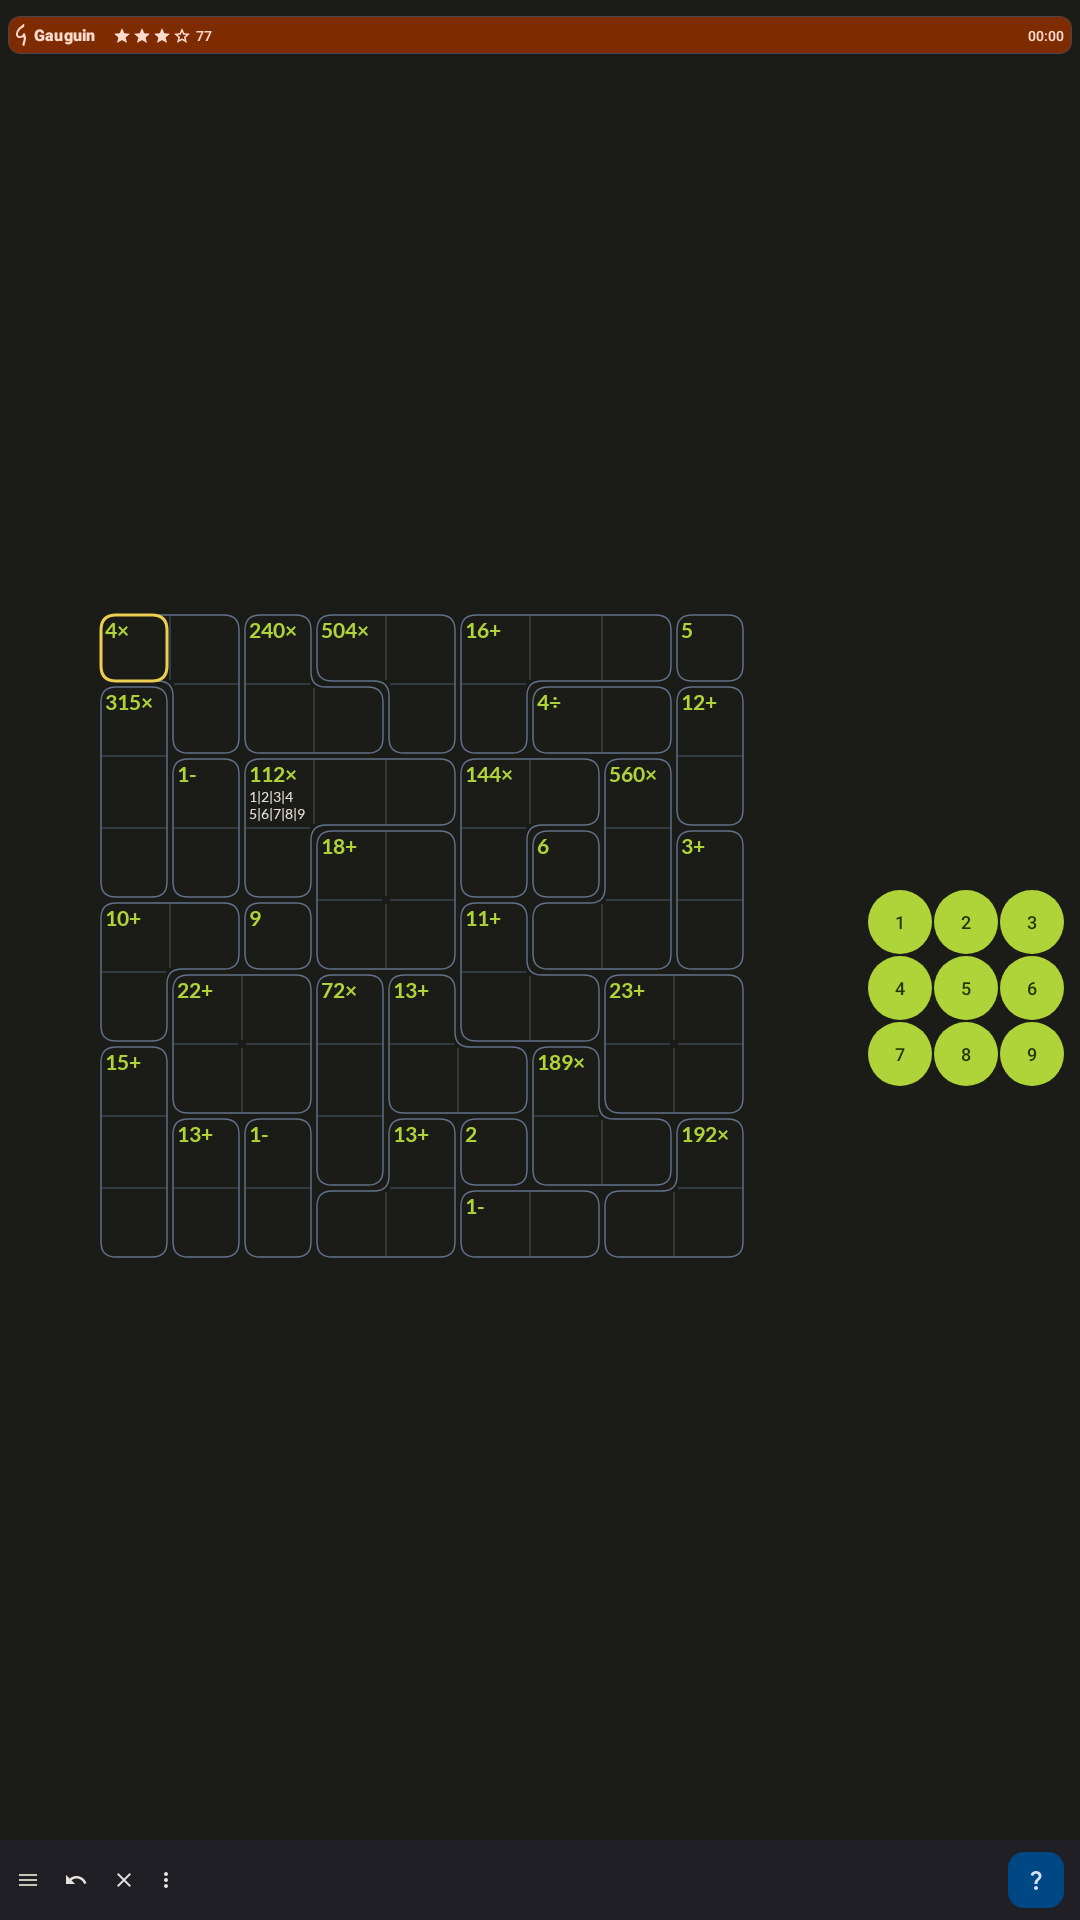 Gauguin ★★★☆ 77 00:00
4× 240× 504× 16+ 5
315× 4÷ 12+
1- 112× 144× 560×
1|2|3|4
5|6|7|8|9
18+ 6 3+
10+ 9 11+
1 2 3
22+ 72× 13+ 23+
4 5 6
15+ 189×
7 8 9
13+ 1- 13+ 2 192×
1-
?